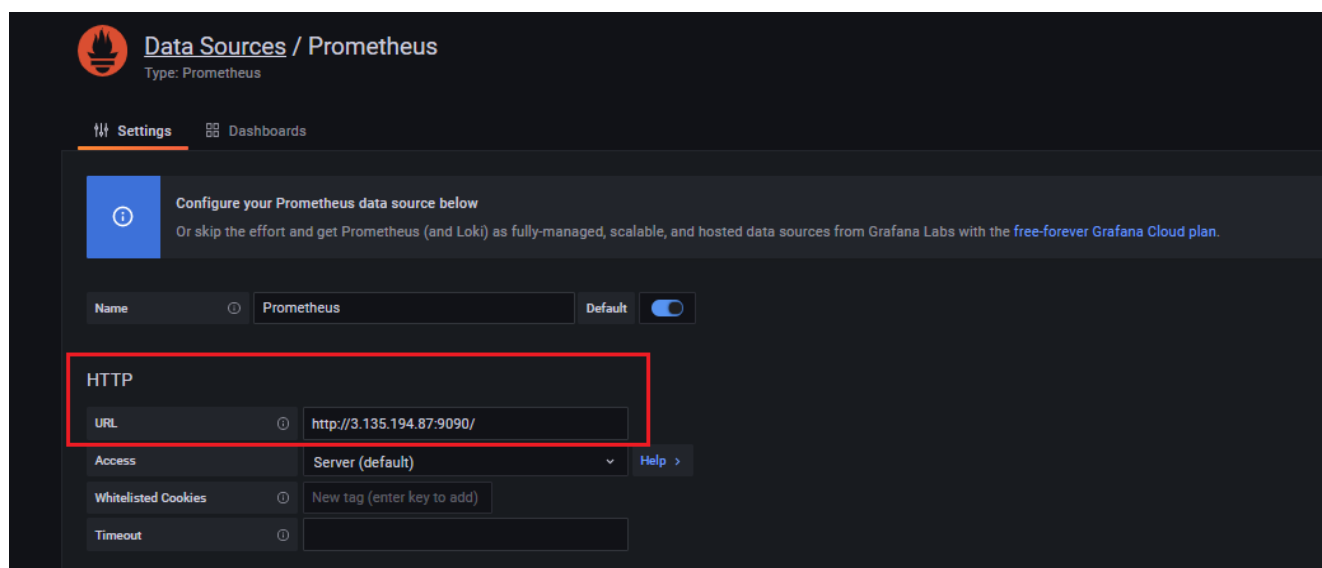 Data Sources / Prometheus
Type: Prometheus
Settings Dashboards
Configure your Prometheus data source below
Or skip the effort and get Prometheus (and Loki) as fully-managed, scalable, and hosted data sources from Grafana Labs with the free-forever Grafana Cloud plan.
Name Prometheus Default
HTTP
URL http://3.135.194.87:9090/
Access Server (default) Help >
Whitelisted Cookies New tag (enter key to add)
Timeout